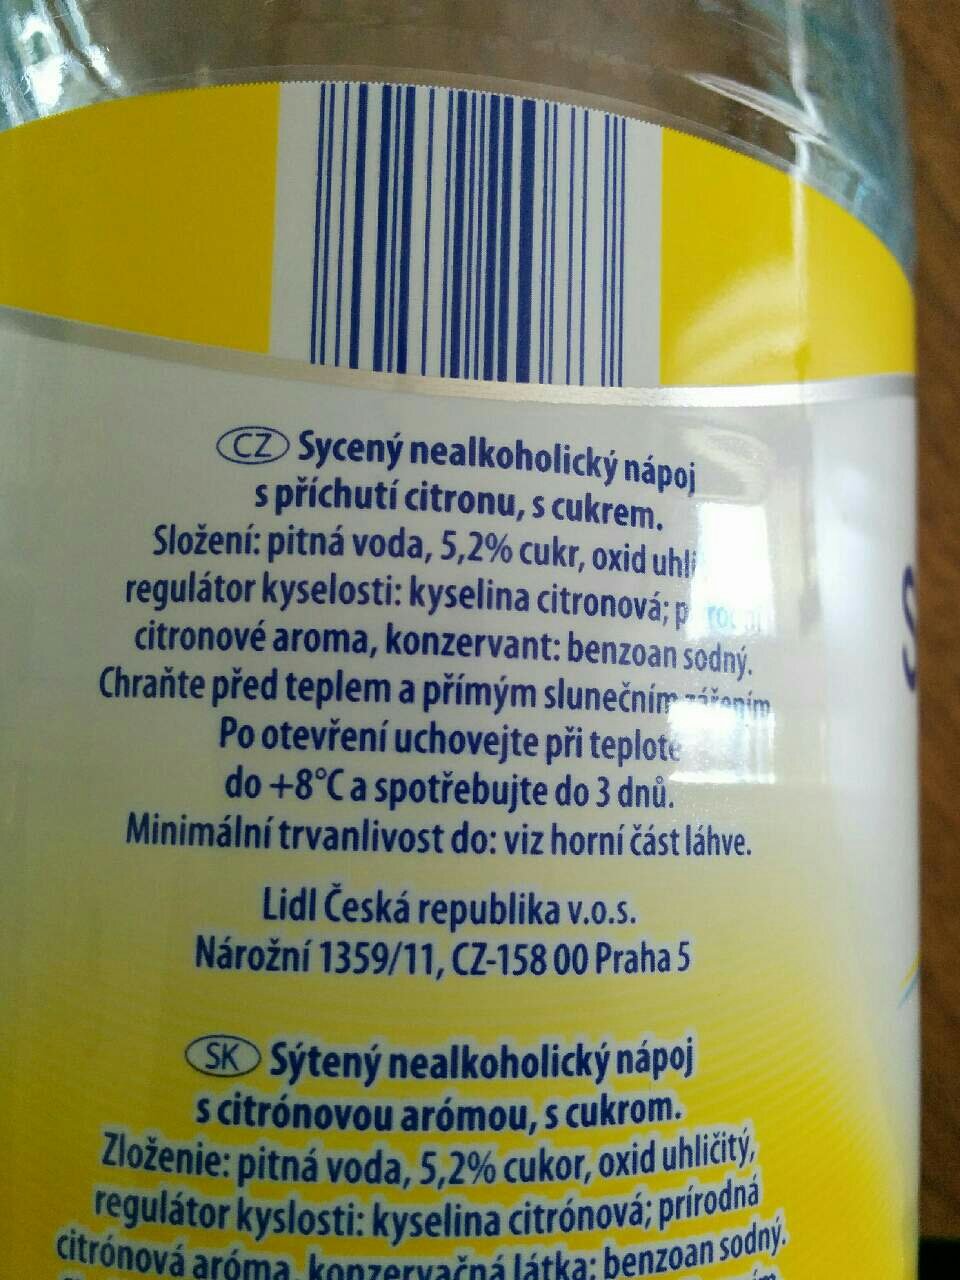 CZ Sycený nealkoholický nápoj
s příchutí citronu, s cukrem.
Složení: pitná voda, 5,2% cukr, oxid
regulátor kyselosti: kyselina citronová;
citronové aroma, konzervant: benzoan sodný.
Chraňte před teplem a přímým slunečním zářením
Po otevření uchovejte při teplotě
do +8°C a spotřebujte do 3 dnů.
Minimální trvanlivost do: viz horní část láhve.
Lidl Česká republika v.o.s.
Nárožní 1359/11, CZ-158 00 Praha 5
SK Sýtený nealkoholický nápoj
s citrónovou arómou, s cukrom.
Zloženie: pitná voda, 5,2% cukor, oxid uhličitý,
regulátor kyslosti: kyselina citrónová; prírodná
citrónová aróma, konzervačná látka: benzoan sodný.